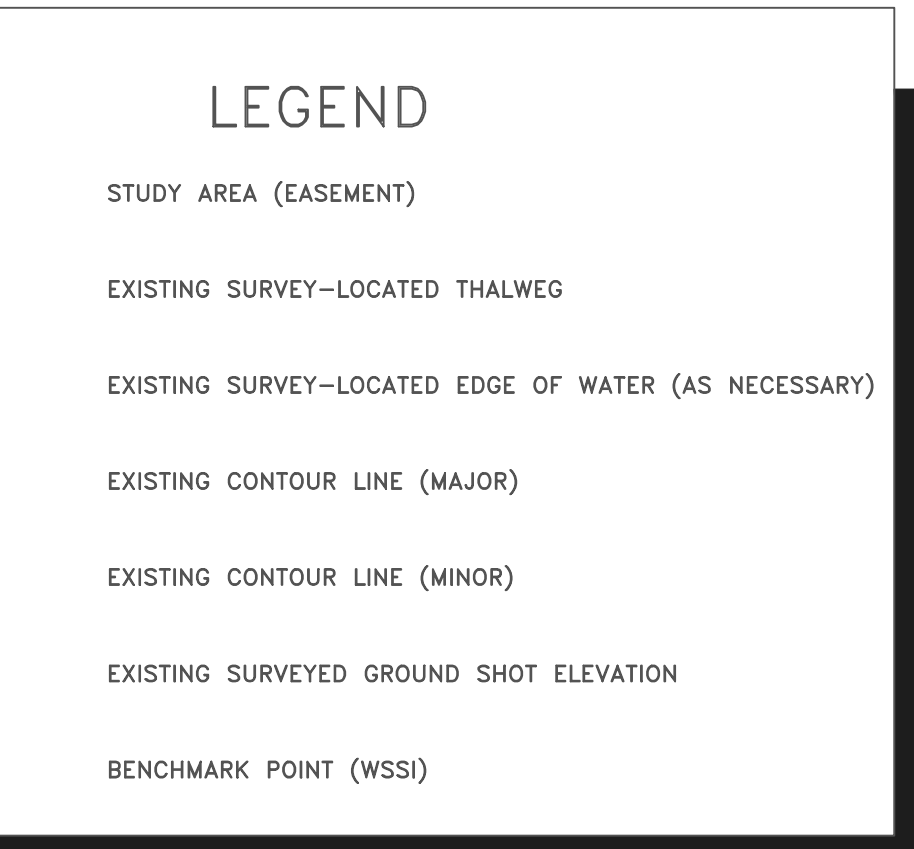 LEGEND
STUDY AREA (EASEMENT)
EXISTING SURVEY-LOCATED THALWEG
EXISTING SURVEY-LOCATED EDGE OF WATER (AS NECESSARY)
EXISTING CONTOUR LINE (MAJOR)
EXISTING CONTOUR LINE (MINOR)
EXISTING SURVEYED GROUND SHOT ELEVATION
BENCHMARK POINT (WSSI)